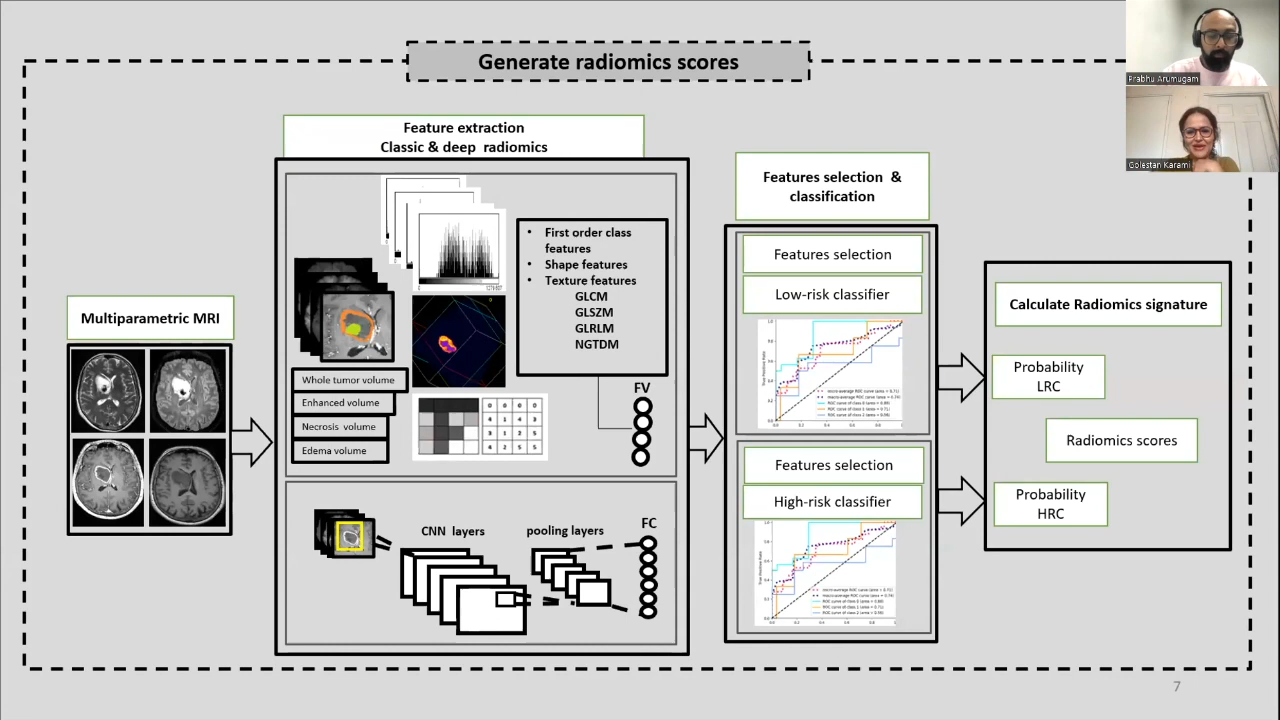 Generate radiomics scores
Prabhu Arumugam
Golestan Karami
Feature extraction
Classic & deep radiomics
Features selection &
classification
• First order class
features
• Shape features
• Texture features
GLCM
GLSZM
GLRLM
NGTDM
Multiparametric MRI
Whole tumor volume
Enhanced volume
Necrosis volume
Edema volume
FV
Features selection
Low-risk classifier
Calculate Radiomics signature
Probability
LRC
Radiomics scores
Probability
HRC
Features selection
High-risk classifier
CNN layers
pooling layers
FC
7